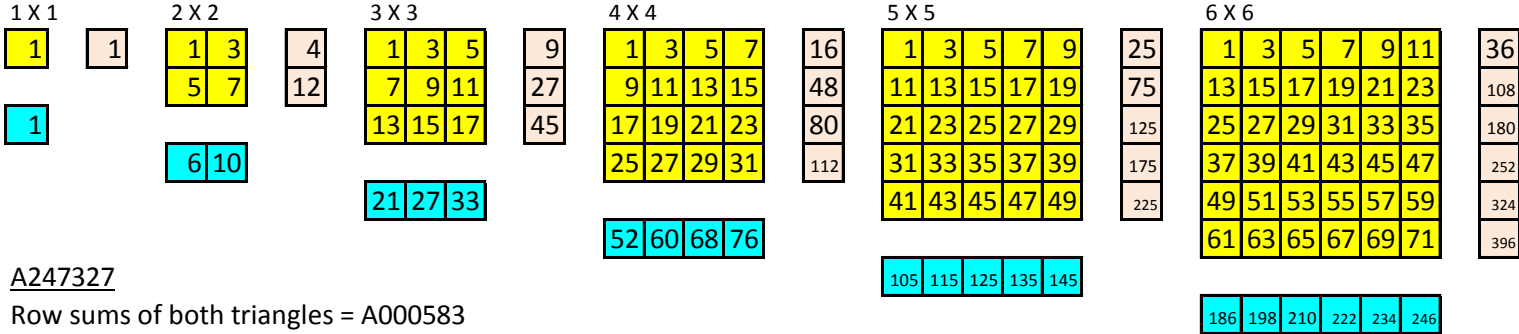 1 X 1 2 X 2 3 X 3 4 X 4 5 X 5 6 X 6
1 1 1 3 4 1 3 5 9 1 3 5 7 16 1 3 5 7 9 25 1 3 5 7 9 11 36
5 7 12 7 9 11 27 9 11 13 15 48 11 13 15 17 19 75 13 15 17 19 21 23 108
1 13 15 17 45 17 19 21 23 80 21 23 25 27 29 125 25 27 29 31 33 35 180
6 10 25 27 29 31 112 31 33 35 37 39 175 37 39 41 43 45 47 252
21 27 33 41 43 45 47 49 225 49 51 53 55 57 59 324
52 60 68 76 61 63 65 67 69 71 396
A247327 105 115 125 135 145
Row sums of both triangles = A000583 186 198 210 222 234 246